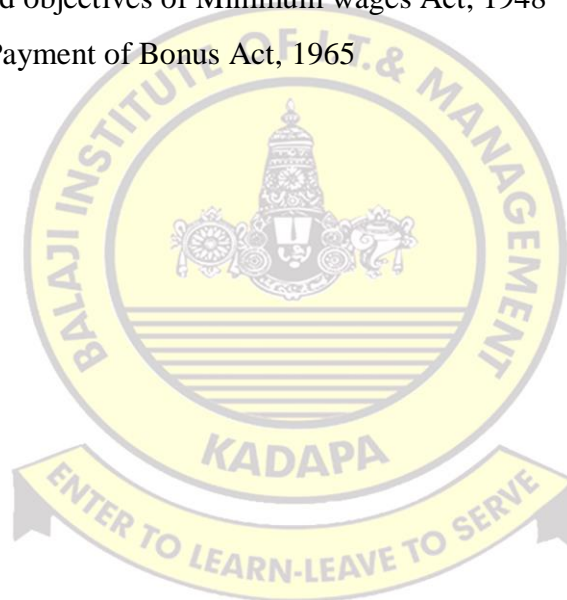 d objectives of Minimum wages Act, 1948
Payment of Bonus Act, 1965
BALAJI INSTITUTE OF I.T.& MANAGEMENT
KADAPA
ENTER TO LEARN-LEAVE TO SERVE